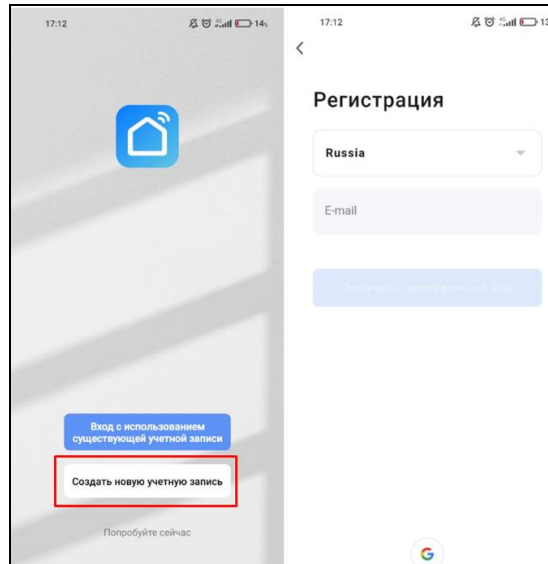 17:12
14%
Вход с использованием
существующей учетной записи
Создать новую учетную запись
Попробуйте сейчас
17:12
13
Регистрация
Russia
E-mail
Получить проверочный код